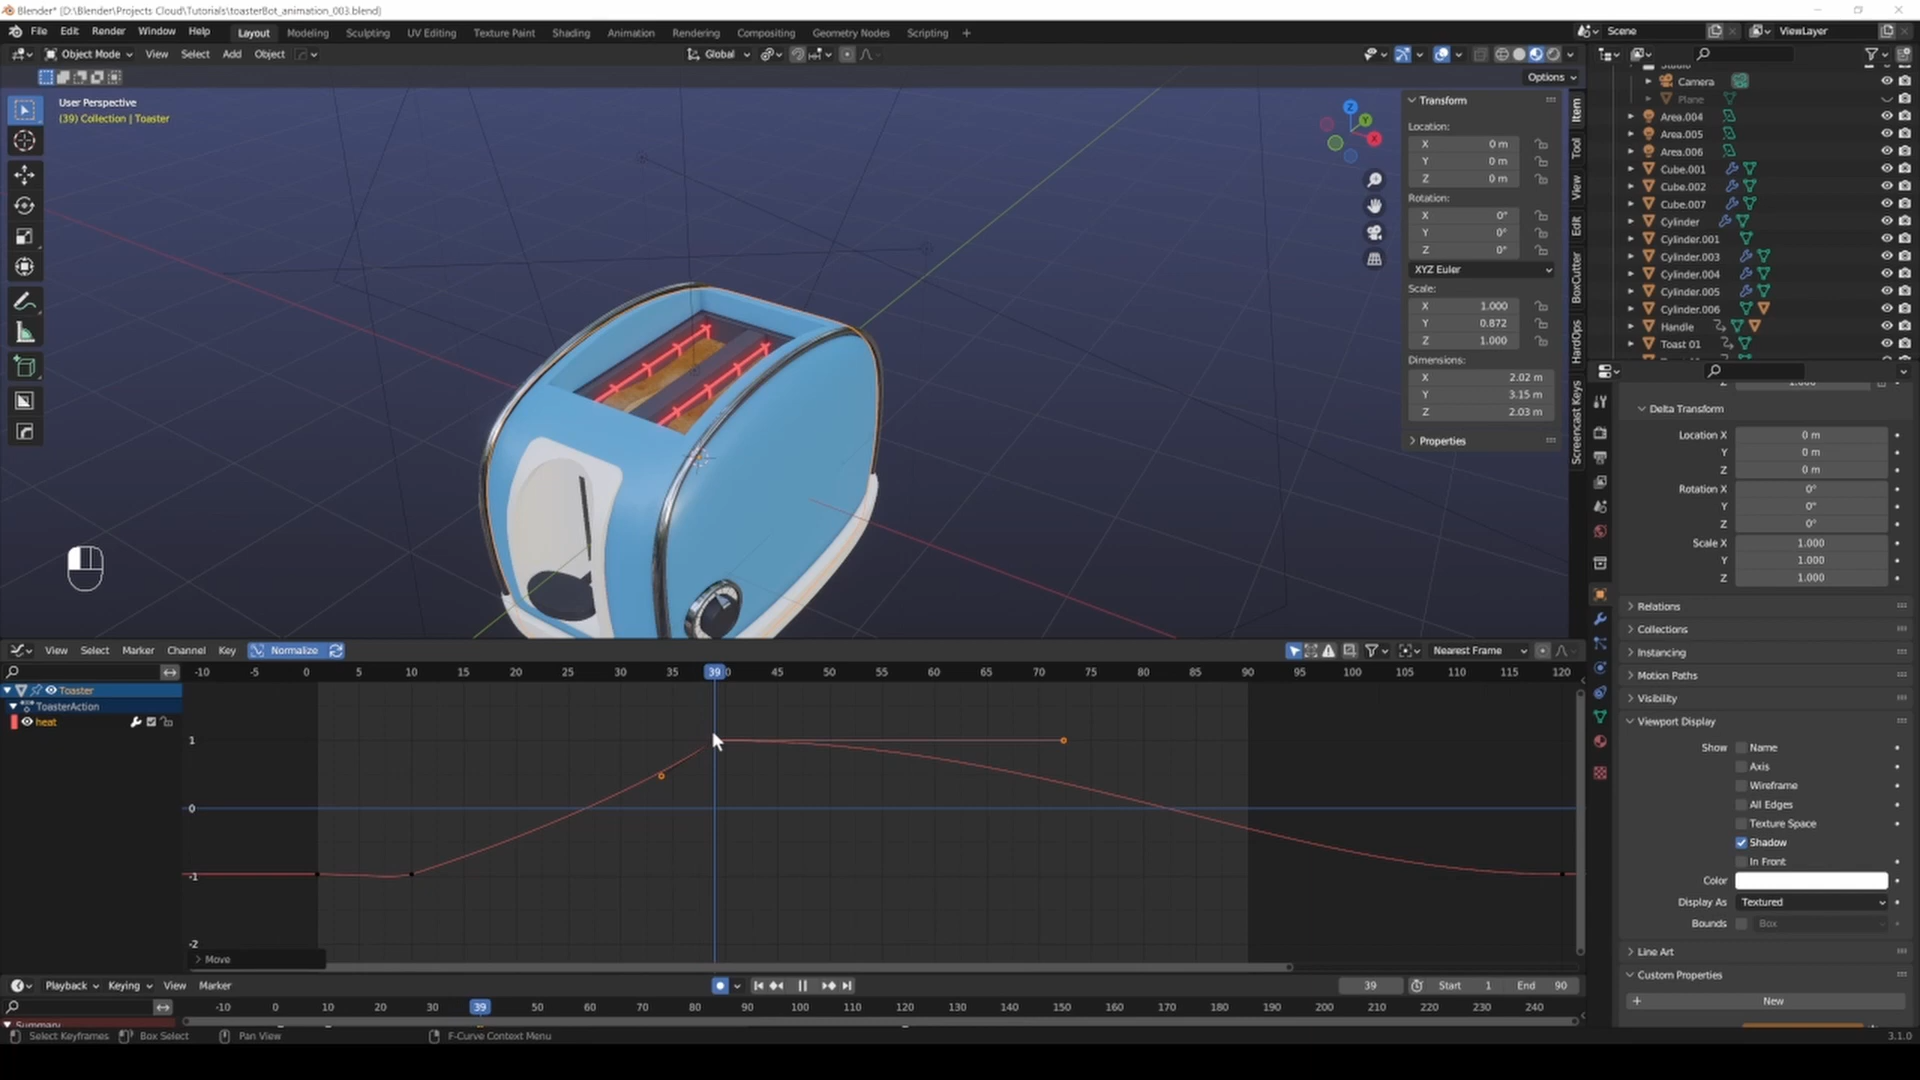 Blender* [D:\Blender\Projects Cloud\Tutorials\toasterBot_animation_003.blend]
File Edit Render Window Help Layout Modeling Sculpting UV Editing Texture Paint Shading Animation Rendering Compositing Geometry Nodes Scripting + Scene ViewLayer
Object Mode View Select Add Object Global
Options
User Perspective
(39) Collection | Toaster
Z
Y
X
Transform
Location:
X 0 m
Y 0 m
Z 0 m
Rotation:
X 0°
Y 0°
Z 0°
XYZ Euler
Scale:
X 1.000
Y 0.872
Z 1.000
Dimensions:
X 2.02 m
Y 3.15 m
Z 2.03 m
Properties
Item
Tool
View
Edit
BoxCutter
HardOps
Screencast Keys
Camera
Plane
Area.004
Area.005
Area.006
Cube.001
Cube.002
Cube.007
Cylinder
Cylinder.001
Cylinder.003
Cylinder.004
Cylinder.005
Cylinder.006
Handle
Toast 01
Delta Transform
Location X 0 m
Y 0 m
Z 0 m
Rotation X 0°
Y 0°
Z 0°
Scale X 1.000
Y 1.000
Z 1.000
Relations
Collections
Instancing
Motion Paths
Visibility
Viewport Display
Show Name
Axis
Wireframe
All Edges
Texture Space
Shadow
In Front
Color
Display As Textured
Bounds Box
Line Art
Custom Properties
+ New
View Select Marker Channel Key Normalize Nearest Frame
-10 -5 0 5 10 15 20 25 30 35 39 45 50 55 60 65 70 75 80 85 90 95 100 105 110 115 120
Toaster
ToasterAction
heat
1
0
-1
-2
Move
Playback Keying View Marker 39 Start 1 End 90
-10 0 10 20 30 39 50 60 70 80 90 100 110 120 130 140 150 160 170 180 190 200 210 220 230 240
Summary
Select Keyframes Box Select Pan View F-Curve Context Menu 3.1.0